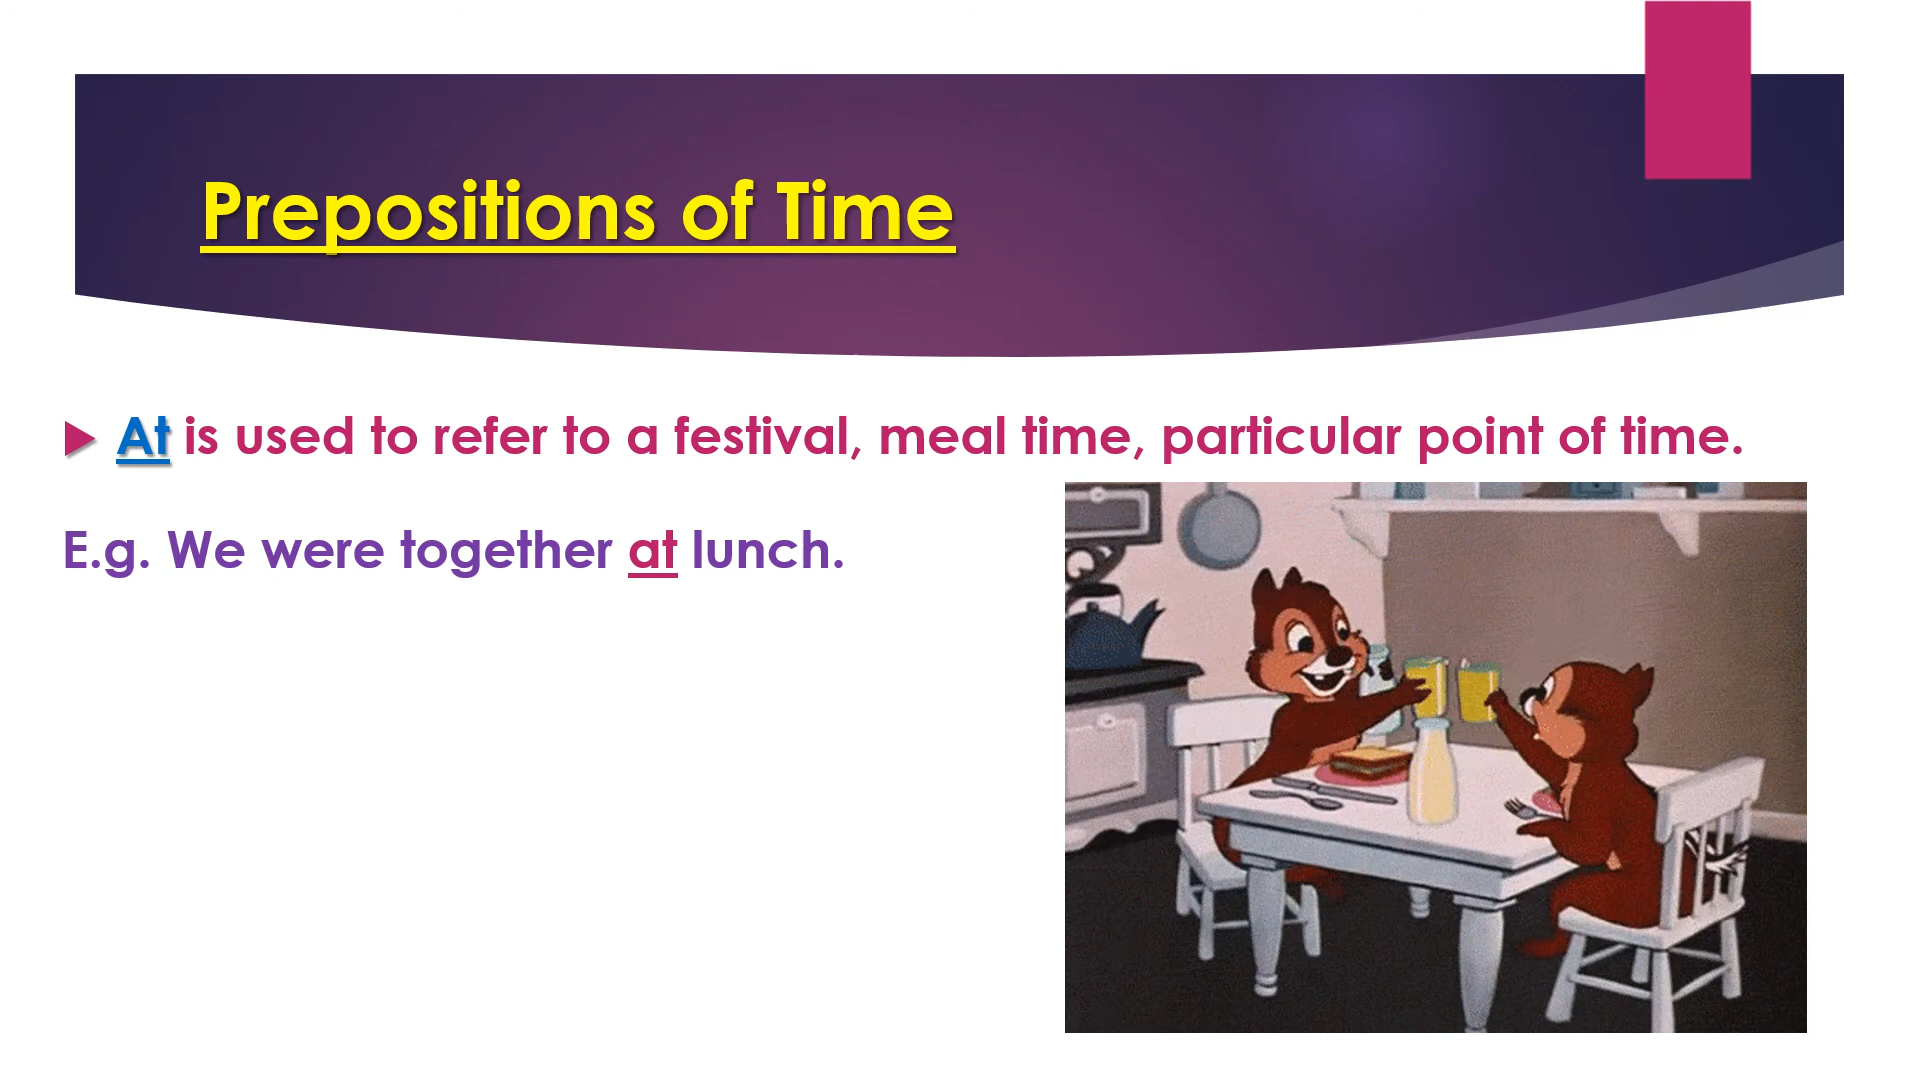 Prepositions of Time
At is used to refer to a festival, meal time, particular point of time.
E.g. We were together at lunch.